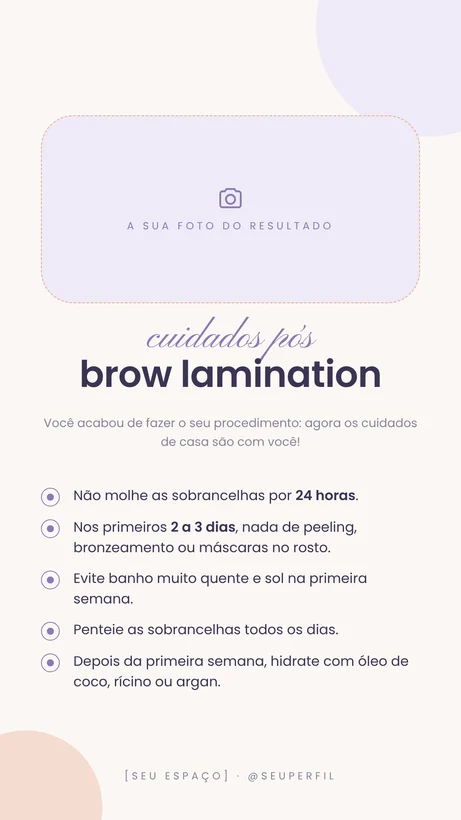 A SUA FOTO DO RESULTADO
cuidados pós
brow lamination
Você acabou de fazer o seu procedimento: agora os cuidados
de casa são com você!
Não molhe as sobrancelhas por 24 horas.
Nos primeiros 2 a 3 dias, nada de peeling,
bronzeamento ou máscaras no rosto.
Evite banho muito quente e sol na primeira
semana.
Penteie as sobrancelhas todos os dias.
Depois da primeira semana, hidrate com óleo de
coco, rícino ou argan.
[SEU ESPAÇO] · @SEUPERFIL